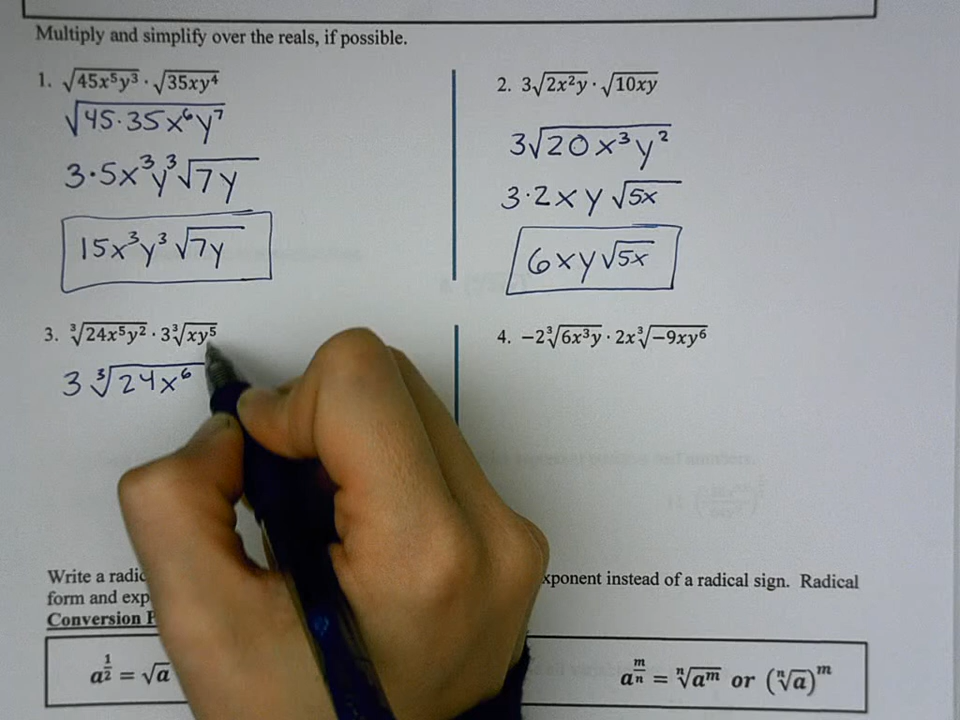 Multiply and simplify over the reals, if possible.
1. √45x⁵y³ · √35xy⁴
√45·35x⁶y⁷
3·5x³y³√7y
15x³y³√7y
2. 3√2x²y · √10xy
3√20x³y²
3·2xy√5x
6xy√5x
3. ∛24x⁵y² · 3∛xy⁵
3∛24x⁶
4. −2∛6x³y · 2x∛−9xy⁶
Write a radic xponent instead of a radical sign. Radical
form and exp
Conversion
a^(1/2) = √a
a^(m/n) = ⁿ√aᵐ or (ⁿ√a)ᵐ